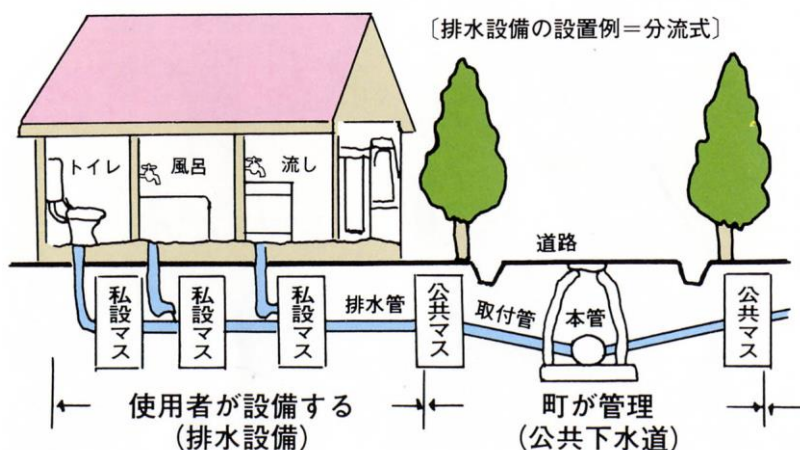 〔排水設備の設置例＝分流式〕
トイレ
風呂
流し
道路
私設マス
私設マス
私設マス
排水管
公共マス
取付管
本管
公共マス
使用者が設備する
(排水設備)
町が管理
(公共下水道)